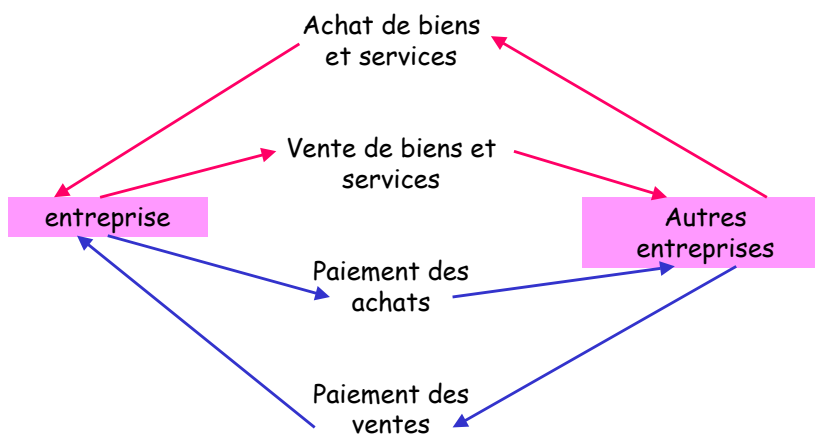 Achat de biens
et services
Vente de biens et
services
entreprise
Autres
entreprises
Paiement des
achats
Paiement des
ventes